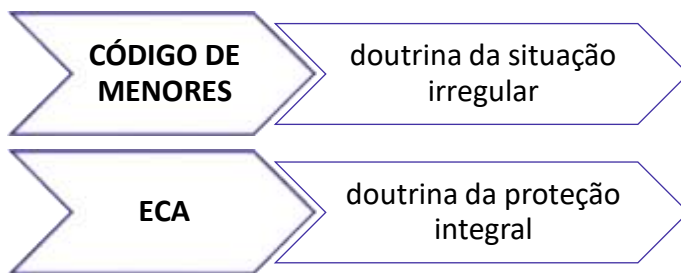 CÓDIGO DE
MENORES
doutrina da situação
irregular
ECA
doutrina da proteção
integral